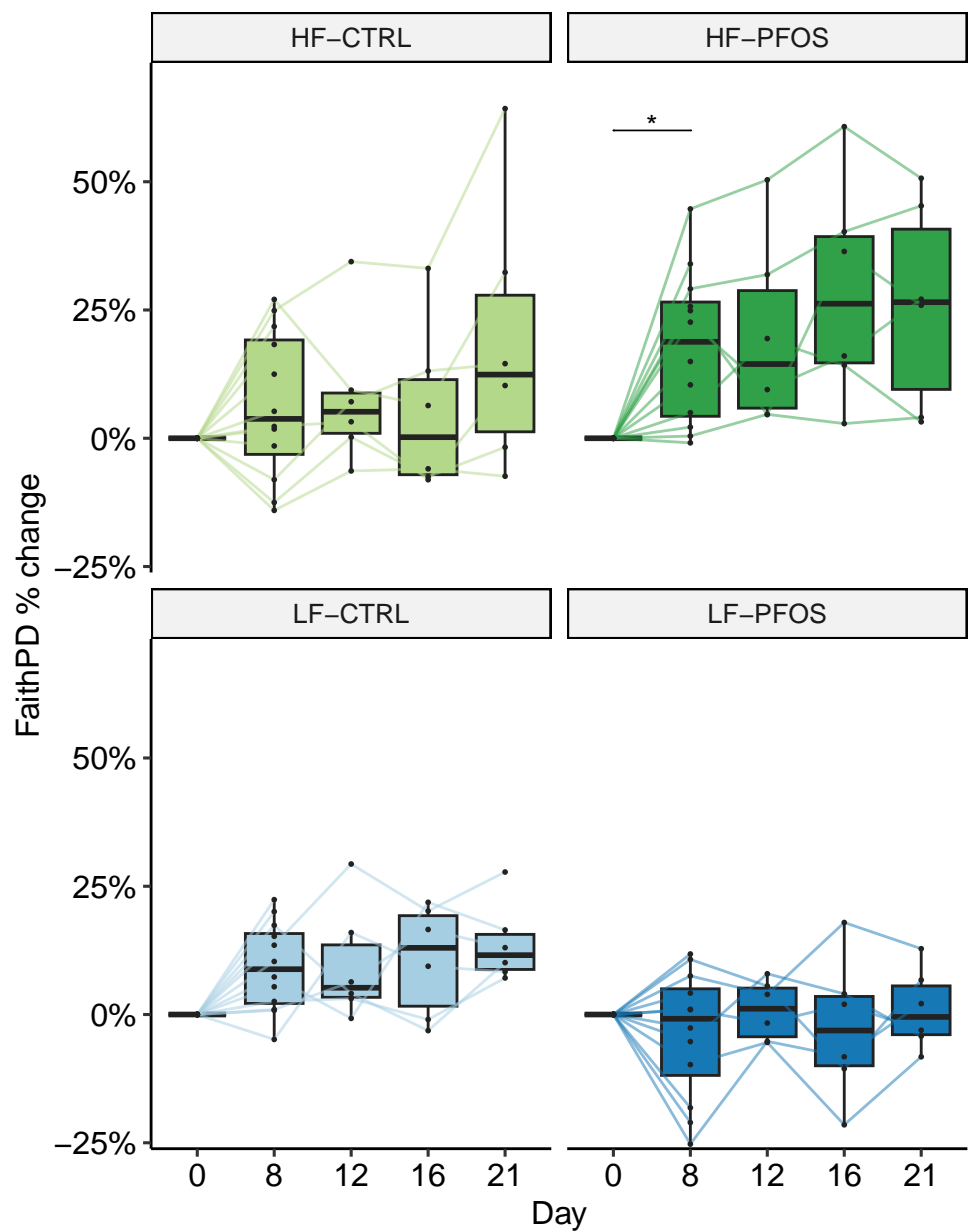 HF−CTRL HF−PFOS
*
50%
25%
0%
−25%
LF−CTRL LF−PFOS
50%
25%
0%
−25%
0 8 12 16 21 0 8 12 16 21
Day
FaithPD % change